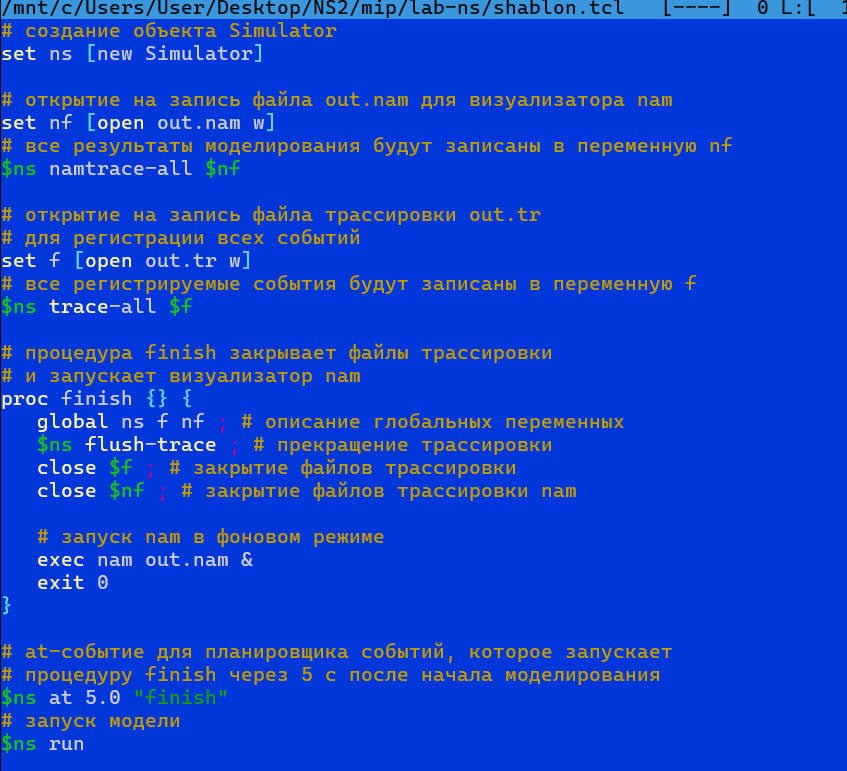 /mnt/c/Users/User/Desktop/NS2/mip/lab-ns/shablon.tcl   [----]  0 L:[  1
# создание объекта Simulator
set ns [new Simulator]

# открытие на запись файла out.nam для визуализатора nam
set nf [open out.nam w]
# все результаты моделирования будут записаны в переменную nf
$ns namtrace-all $nf

# открытие на запись файла трассировки out.tr
# для регистрации всех событий
set f [open out.tr w]
# все регистрируемые события будут записаны в переменную f
$ns trace-all $f

# процедура finish закрывает файлы трассировки
# и запускает визуализатор nam
proc finish {} {
   global ns f nf ; # описание глобальных переменных
   $ns flush-trace ; # прекращение трассировки
   close $f ; # закрытие файлов трассировки
   close $nf ; # закрытие файлов трассировки nam

   # запуск nam в фоновом режиме
   exec nam out.nam &
   exit 0
}

# at-событие для планировщика событий, которое запускает
# процедуру finish через 5 с после начала моделирования
$ns at 5.0 "finish"
# запуск модели
$ns run